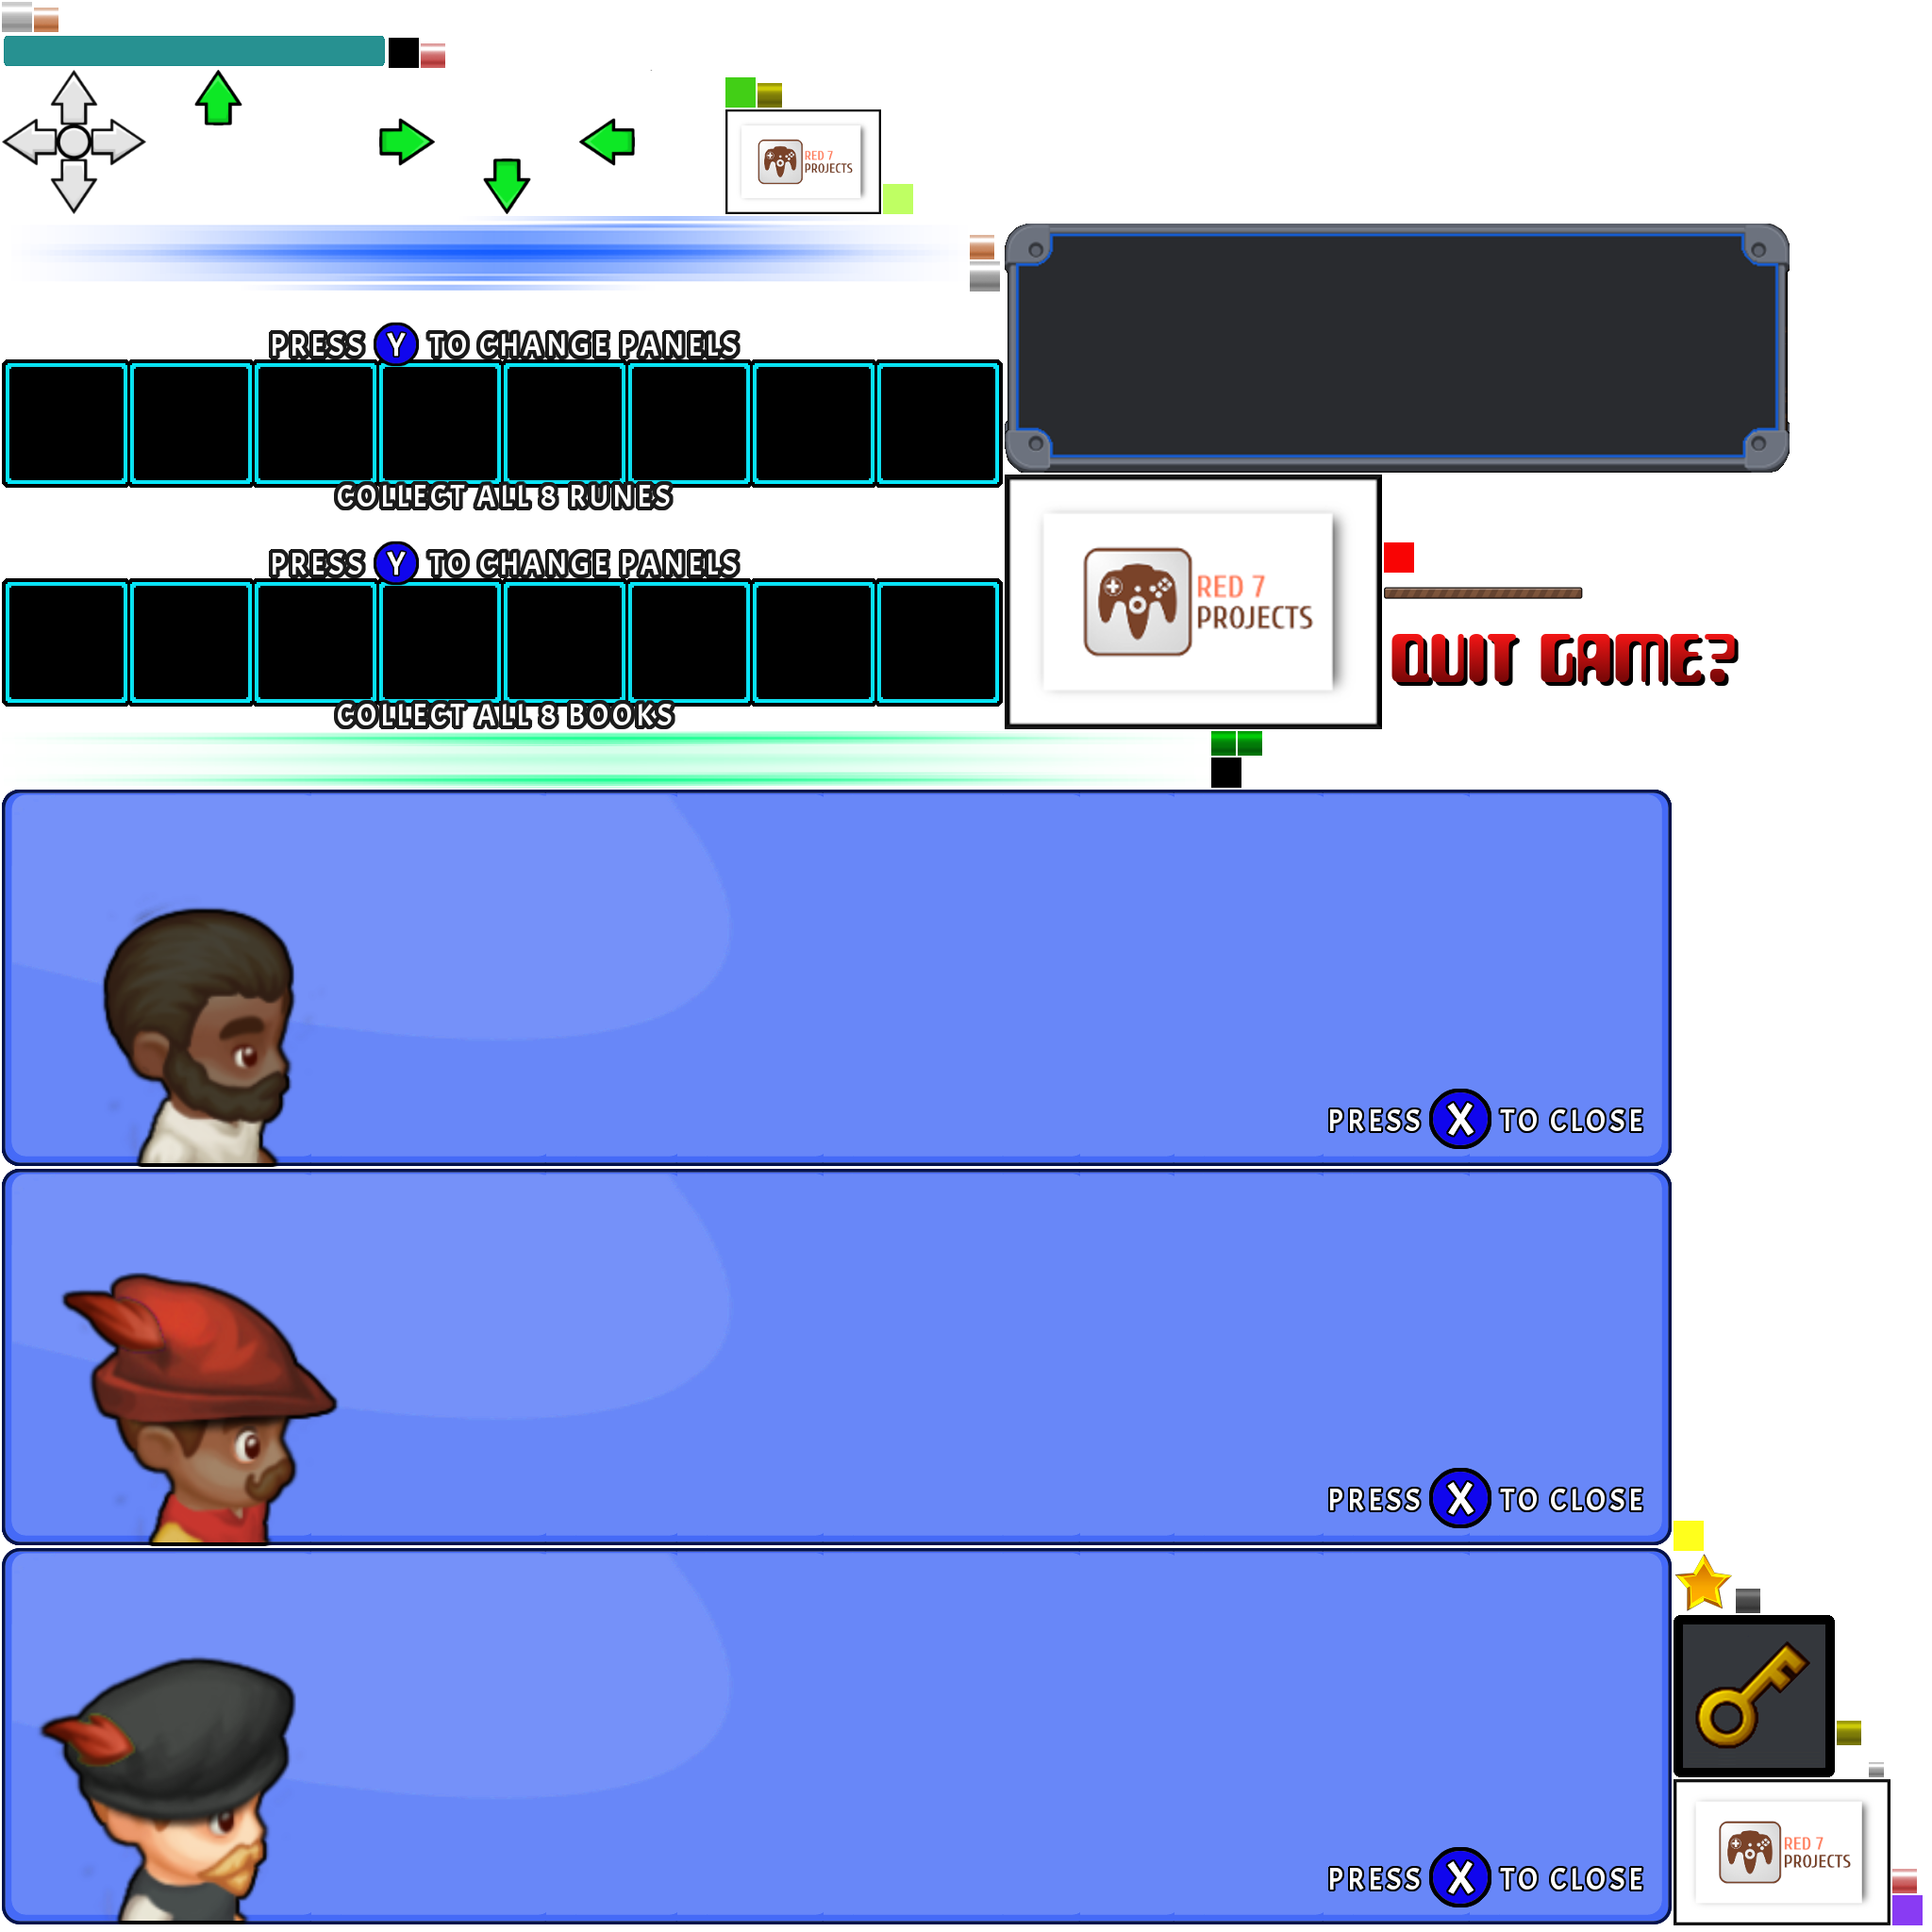 RED 7
PROJECTS
PRESS Y TO CHANGE PANELS
COLLECT ALL 8 RUNES
PRESS Y TO CHANGE PANELS
COLLECT ALL 8 BOOKS
RED 7
PROJECTS
QUIT GAME?
PRESS X TO CLOSE
PRESS X TO CLOSE
PRESS X TO CLOSE
RED 7
PROJECTS